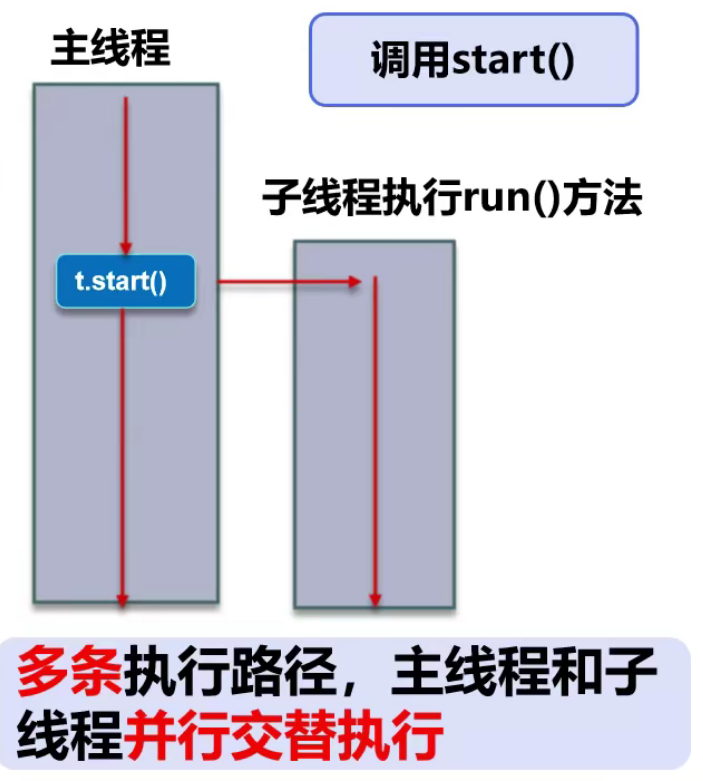 主线程
调用start()
子线程执行run()方法
t.start()
多条执行路径，主线程和子
线程并行交替执行